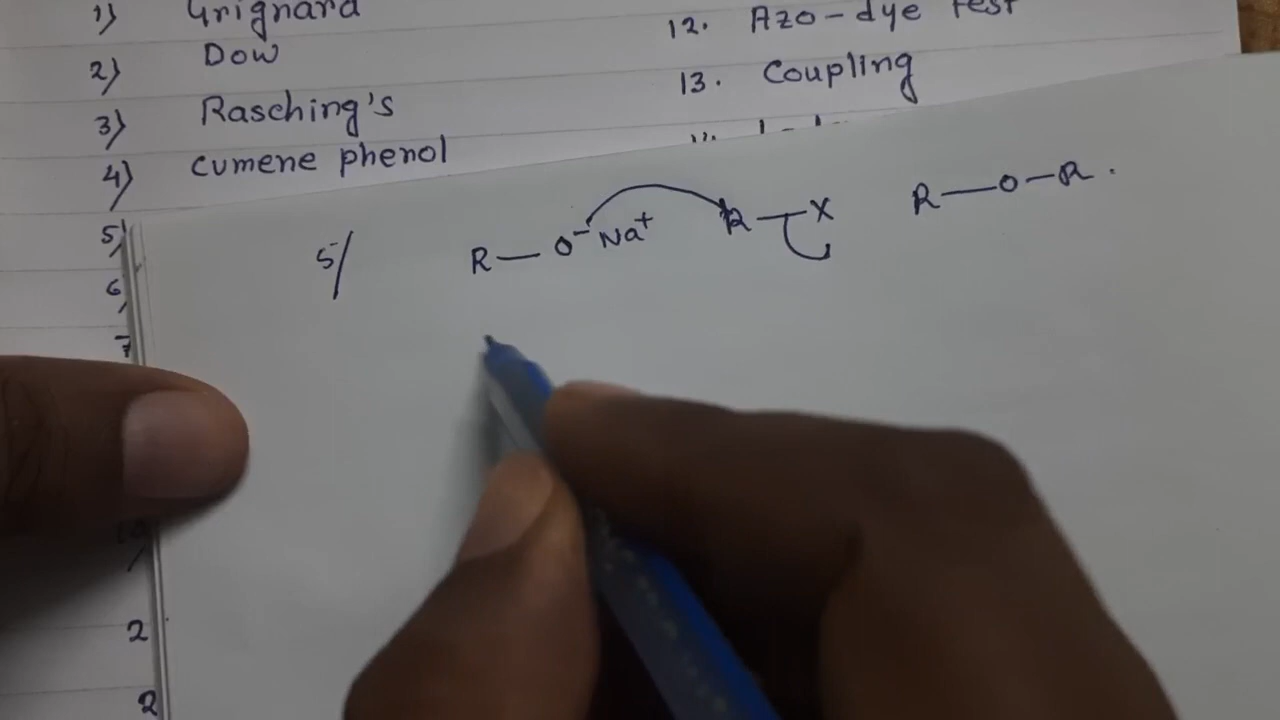 1) Grignard
2) Dow
3) Rasching's
4) Cumene phenol
5)
6
7
2
2
12. Azo-dye Test
13. Coupling
5/ R—O⁻ Na⁺ R—X R—O—R.